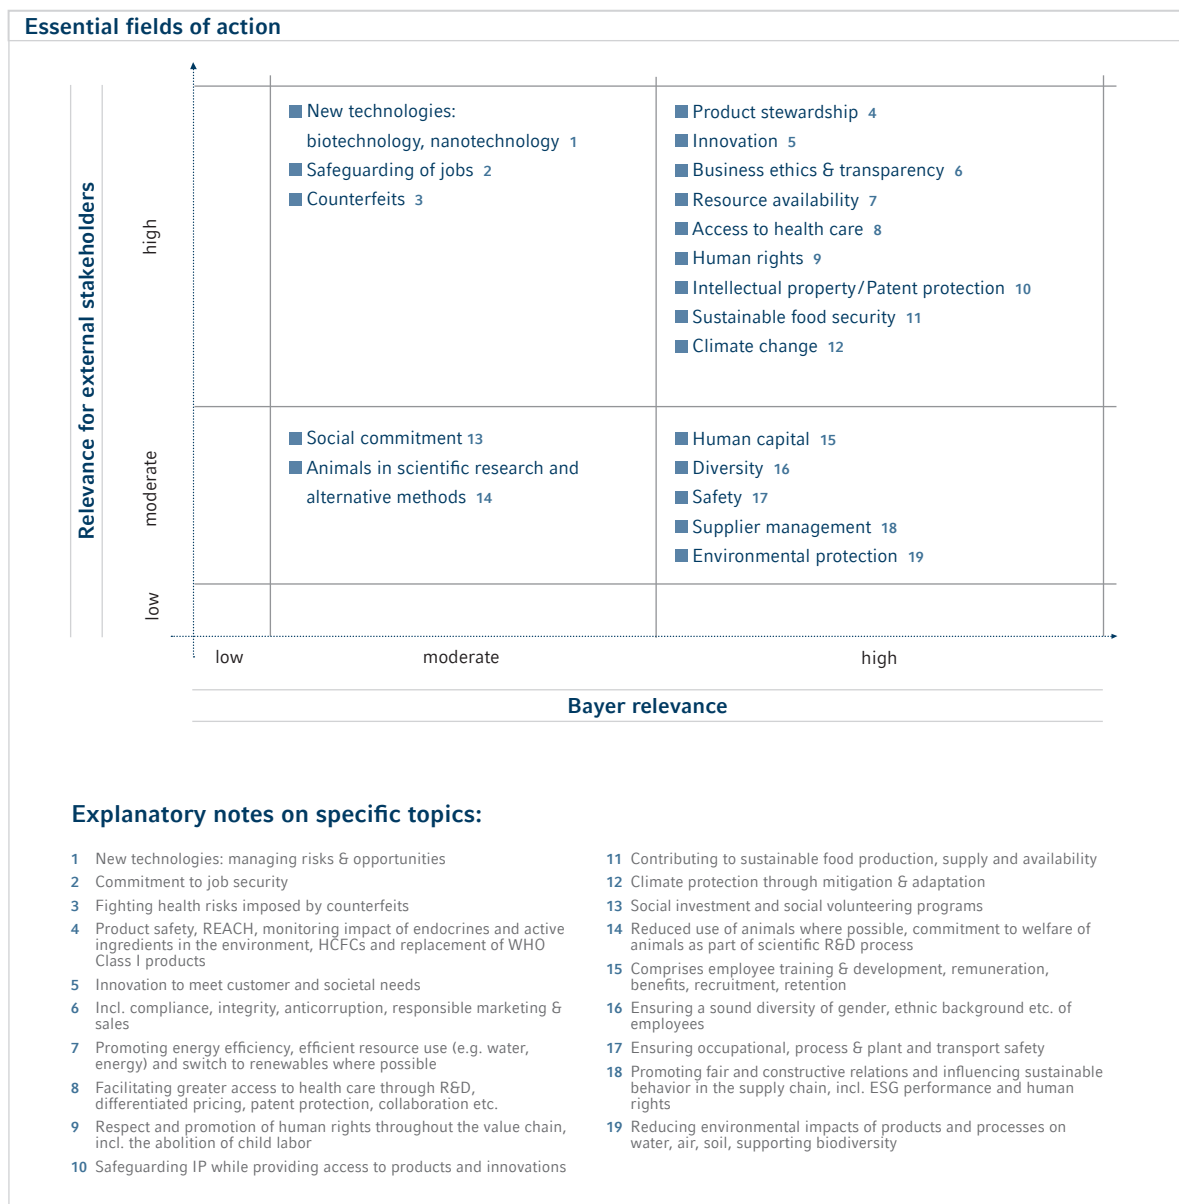 Essential fields of action
Relevance for external stakeholders
high
moderate
low
New technologies:
biotechnology, nanotechnology 1
Safeguarding of jobs 2
Counterfeits 3
Product stewardship 4
Innovation 5
Business ethics & transparency 6
Resource availability 7
Access to health care 8
Human rights 9
Intellectual property/Patent protection 10
Sustainable food security 11
Climate change 12
Social commitment 13
Animals in scientific research and
alternative methods 14
Human capital 15
Diversity 16
Safety 17
Supplier management 18
Environmental protection 19
low
moderate
high
Bayer relevance
Explanatory notes on specific topics:
1 New technologies: managing risks & opportunities
2 Commitment to job security
3 Fighting health risks imposed by counterfeits
4 Product safety, REACH, monitoring impact of endocrines and active
ingredients in the environment, HCFCs and replacement of WHO
Class I products
5 Innovation to meet customer and societal needs
6 Incl. compliance, integrity, anticorruption, responsible marketing &
sales
7 Promoting energy efficiency, efficient resource use (e.g. water,
energy) and switch to renewables where possible
8 Facilitating greater access to health care through R&D,
differentiated pricing, patent protection, collaboration etc.
9 Respect and promotion of human rights throughout the value chain,
incl. the abolition of child labor
10 Safeguarding IP while providing access to products and innovations
11 Contributing to sustainable food production, supply and availability
12 Climate protection through mitigation & adaptation
13 Social investment and social volunteering programs
14 Reduced use of animals where possible, commitment to welfare of
animals as part of scientific R&D process
15 Comprises employee training & development, remuneration,
benefits, recruitment, retention
16 Ensuring a sound diversity of gender, ethnic background etc. of
employees
17 Ensuring occupational, process & plant and transport safety
18 Promoting fair and constructive relations and influencing sustainable
behavior in the supply chain, incl. ESG performance and human
rights
19 Reducing environmental impacts of products and processes on
water, air, soil, supporting biodiversity